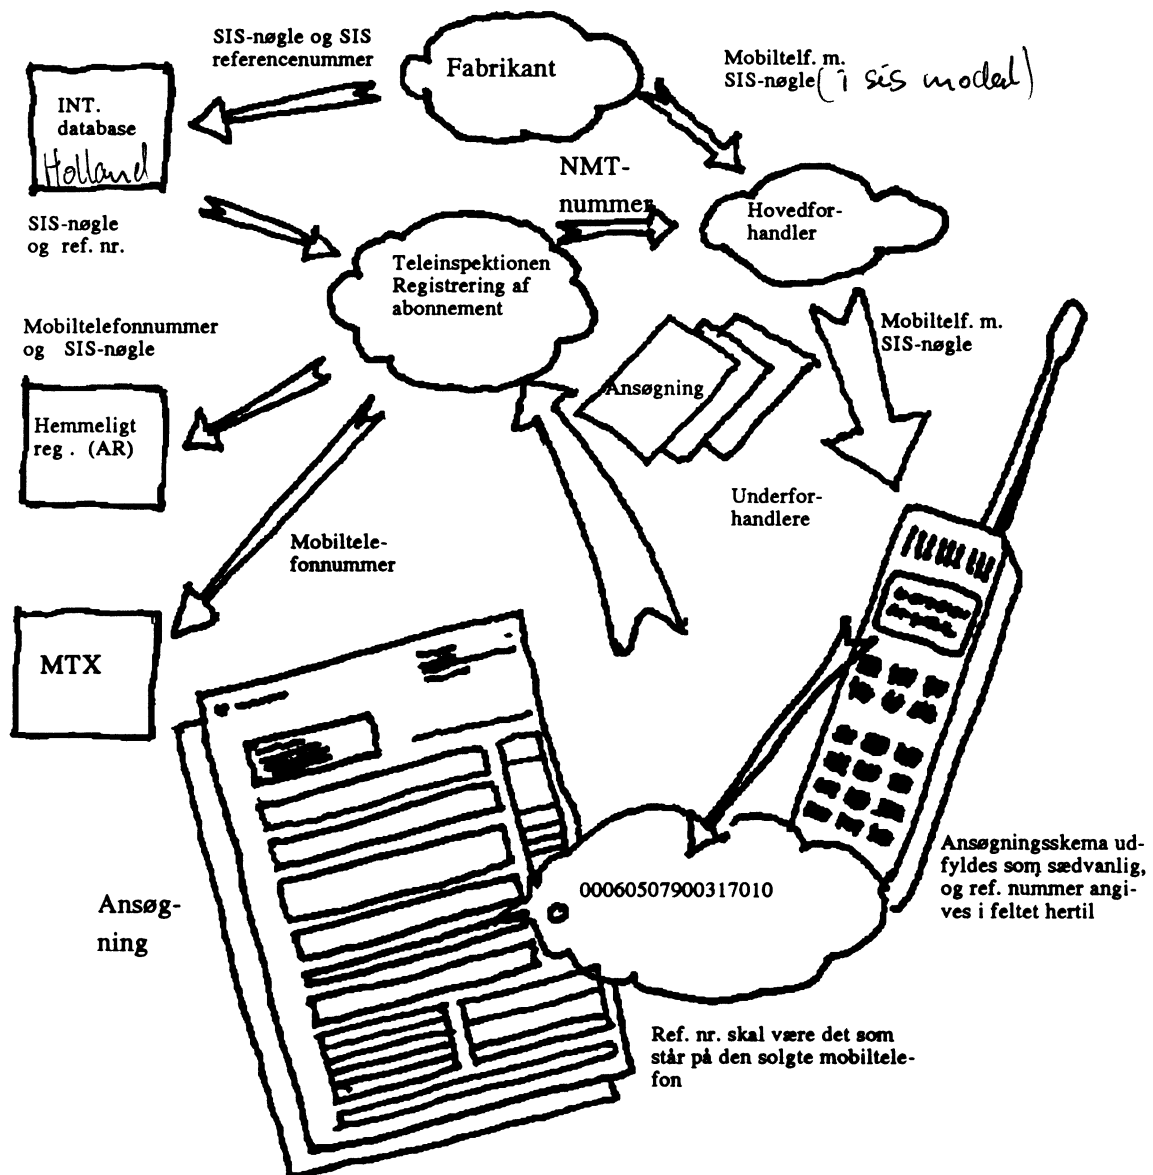 SIS-nøgle og SIS
referencenummer
Fabrikant
Mobiltelf. m.
SIS-nøgle (i sis modul)
INT.
database
Holland
NMT-
nummer
SIS-nøgle
og ref. nr.
Hovedfor-
handler
Teleinspektionen
Registrering af
abonnement
Mobiltelefonnummer
og SIS-nøgle
Mobiltelf. m.
SIS-nøgle
Ansøgning
Hemmeligt
reg . (AR)
Underfor-
handlere
Mobiltele-
fonnummer
MTX
Ansøgningsskema ud-
fyldes som sædvanlig,
og ref. nummer angi-
ves i feltet hertil
00060507900317010
Ansøg-
ning
Ref. nr. skal være det som
står på den solgte mobiltele-
fon